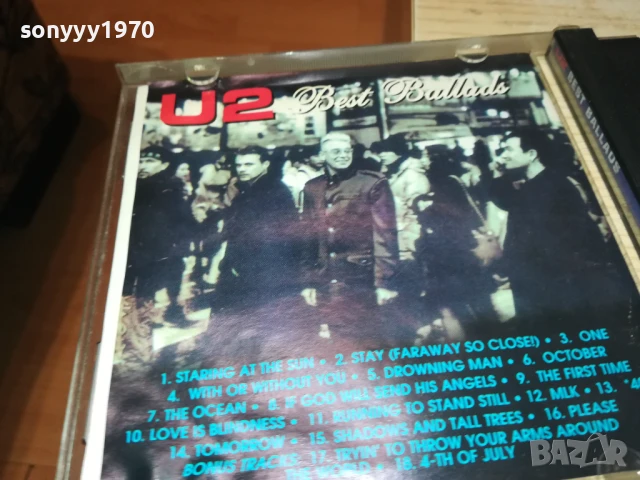 sonyyy1970
U2 Best Ballads
BEST BALLADS
1. STARING AT THE SUN • 2. STAY (FARAWAY SO CLOSE!) • 3. ONE
4. WITH OR WITHOUT YOU • 5. DROWNING MAN • 6. OCTOBER
7. THE OCEAN • 8. IF GOD WILL SEND HIS ANGELS • 9. THE FIRST TIME
10. LOVE IS BLINDNESS • 11. RUNNING TO STAND STILL • 12. MLK • 13. "4
14. TOMORROW • 15. SHADOWS AND TALL TREES • 16. PLEASE
BONUS TRACKS: 17. TRYIN' TO THROW YOUR ARMS AROUND
THE WORLD • 18. 4-TH OF JULY
BAZAR